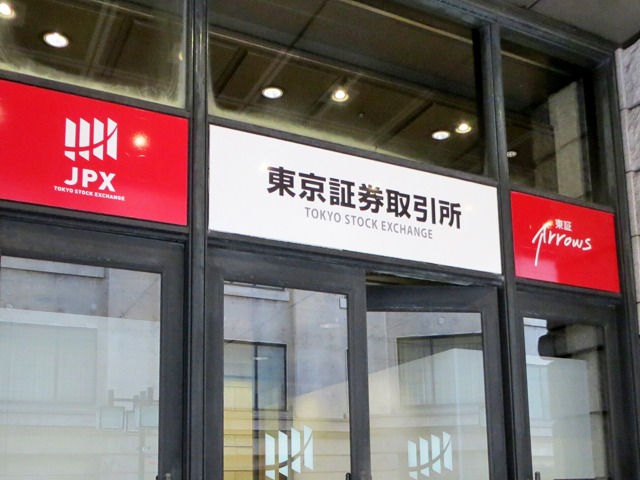 JPX
TOKYO STOCK EXCHANGE
東京証券取引所
TOKYO STOCK EXCHANGE
東証
Arrows